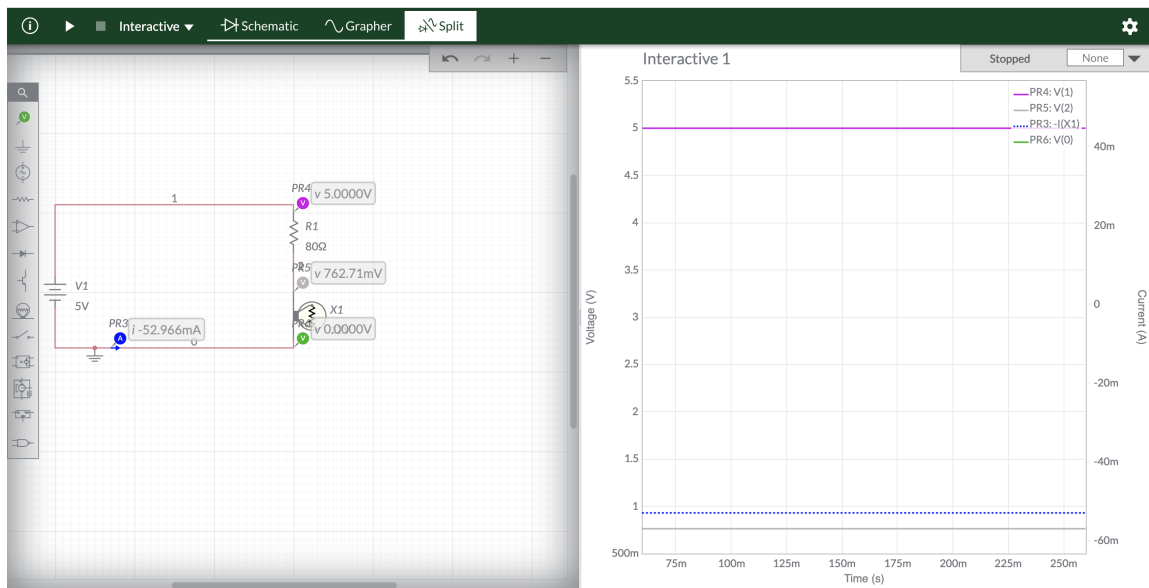 Interactive Schematic Grapher Split
Interactive 1
Stopped None
1
PR4 v 5.0000V
R1
80Ω
PR5 v 762.71mV
V1
5V
X1
v 0.0000V
PR3 i -52.966mA
0
V
A
V
V
V
5.5
5
4.5
4
3.5
3
2.5
2
1.5
1
500m
Voltage (V)
PR4: V(1)
PR5: V(2)
PR3: -I(X1)
PR6: V(0)
40m
20m
0
-20m
-40m
-60m
Current (A)
75m 100m 125m 150m 175m 200m 225m 250m
Time (s)